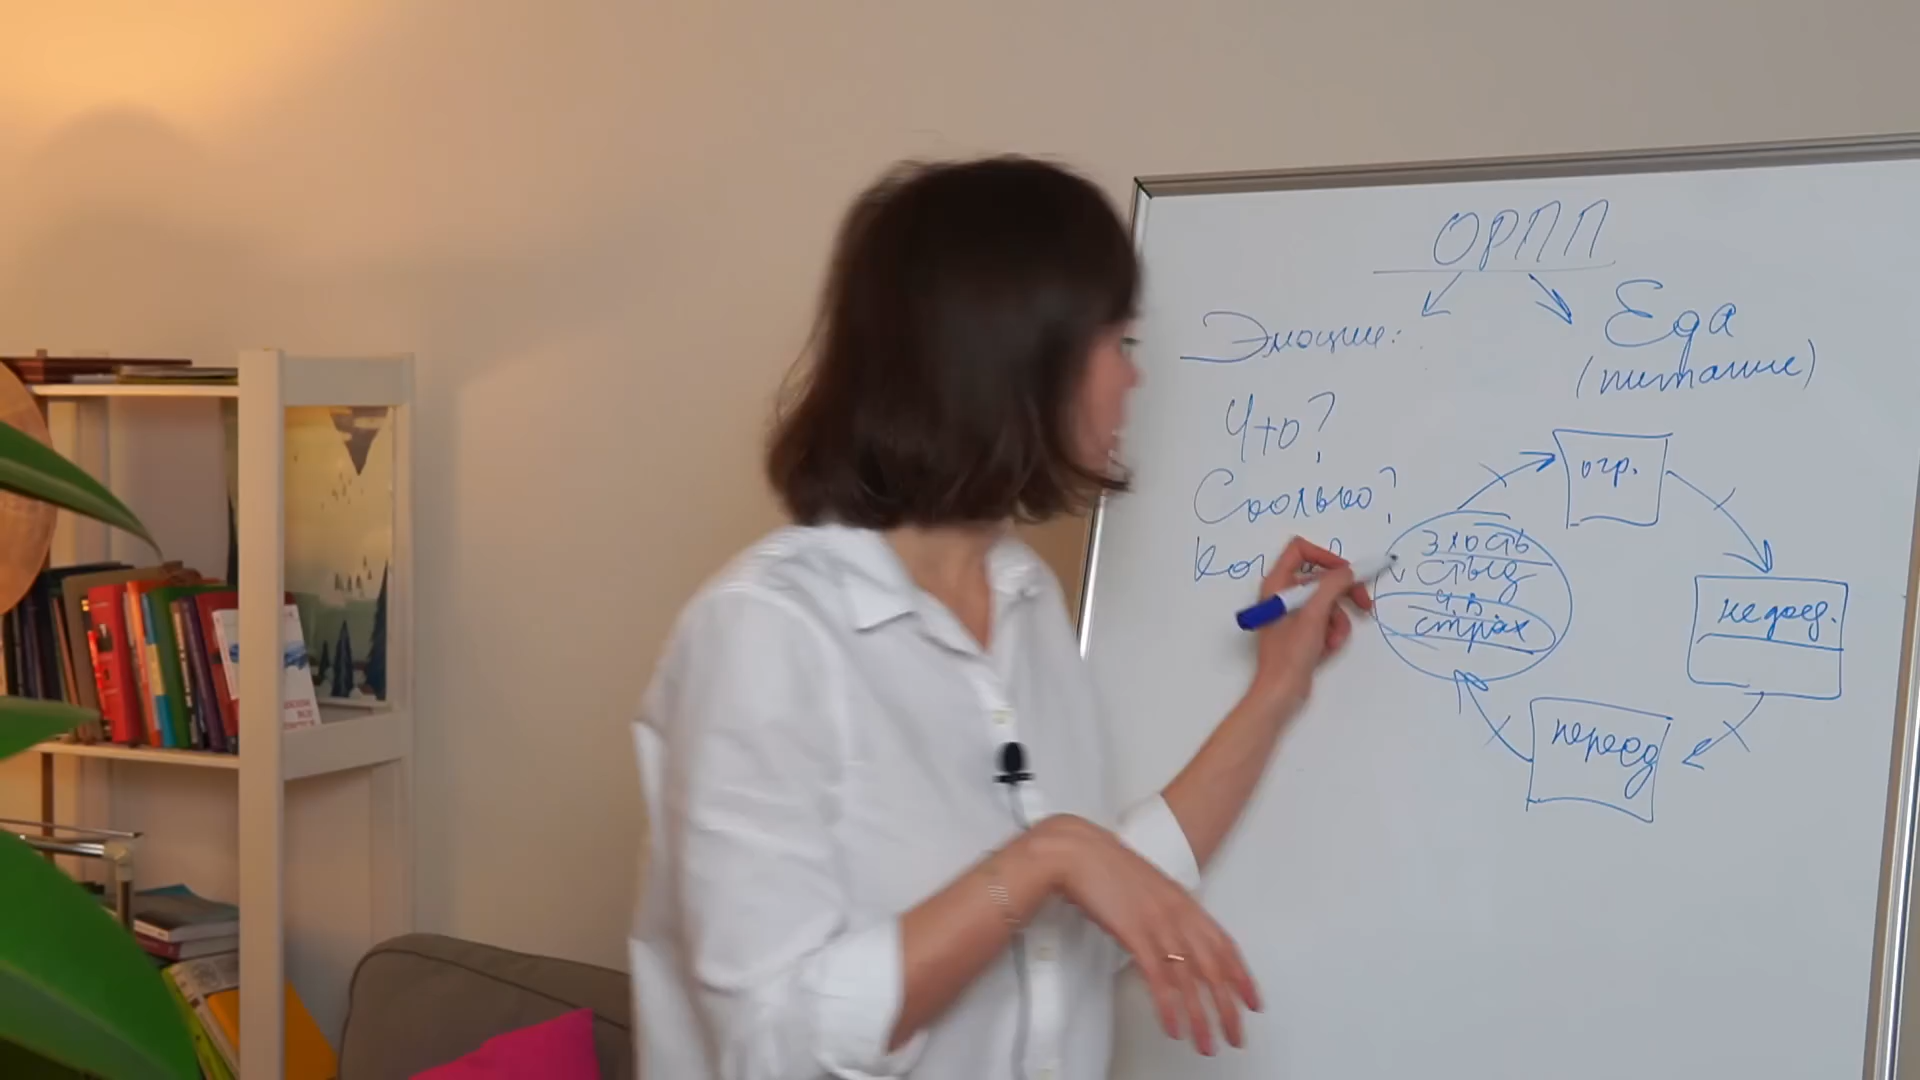 ОРПП
Эмоции:
Еда
(питание)
Что?
Сколько?
огр.
злость
стыд
ч.в.
страх
недоед.
переед